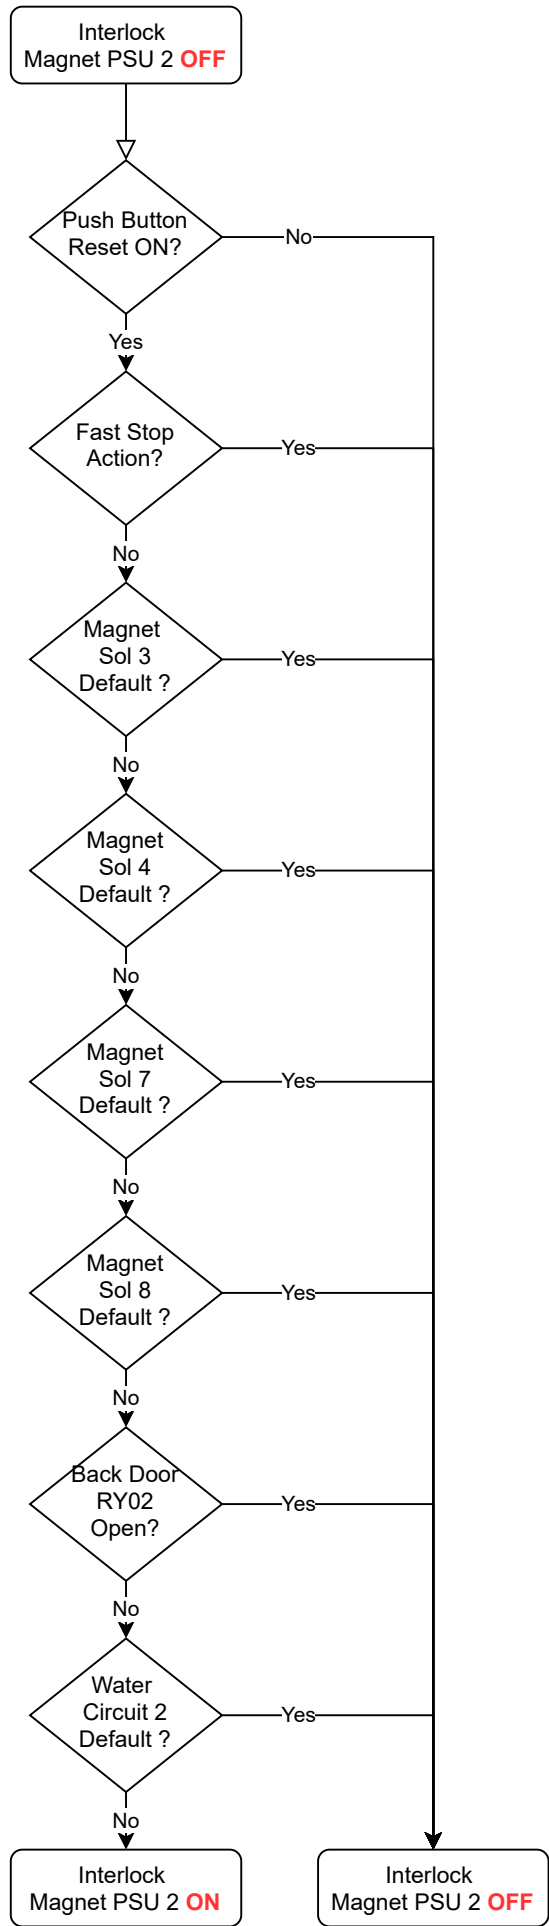 Interlock
Magnet PSU 2 OFF
Push Button
Reset ON?
No
Yes
Fast Stop
Action?
Yes
No
Magnet
Sol 3
Default ?
Yes
No
Magnet
Sol 4
Default ?
Yes
No
Magnet
Sol 7
Default ?
Yes
No
Magnet
Sol 8
Default ?
Yes
No
Back Door
RY02
Open?
Yes
No
Water
Circuit 2
Default ?
Yes
No
Interlock
Magnet PSU 2 ON
Interlock
Magnet PSU 2 OFF